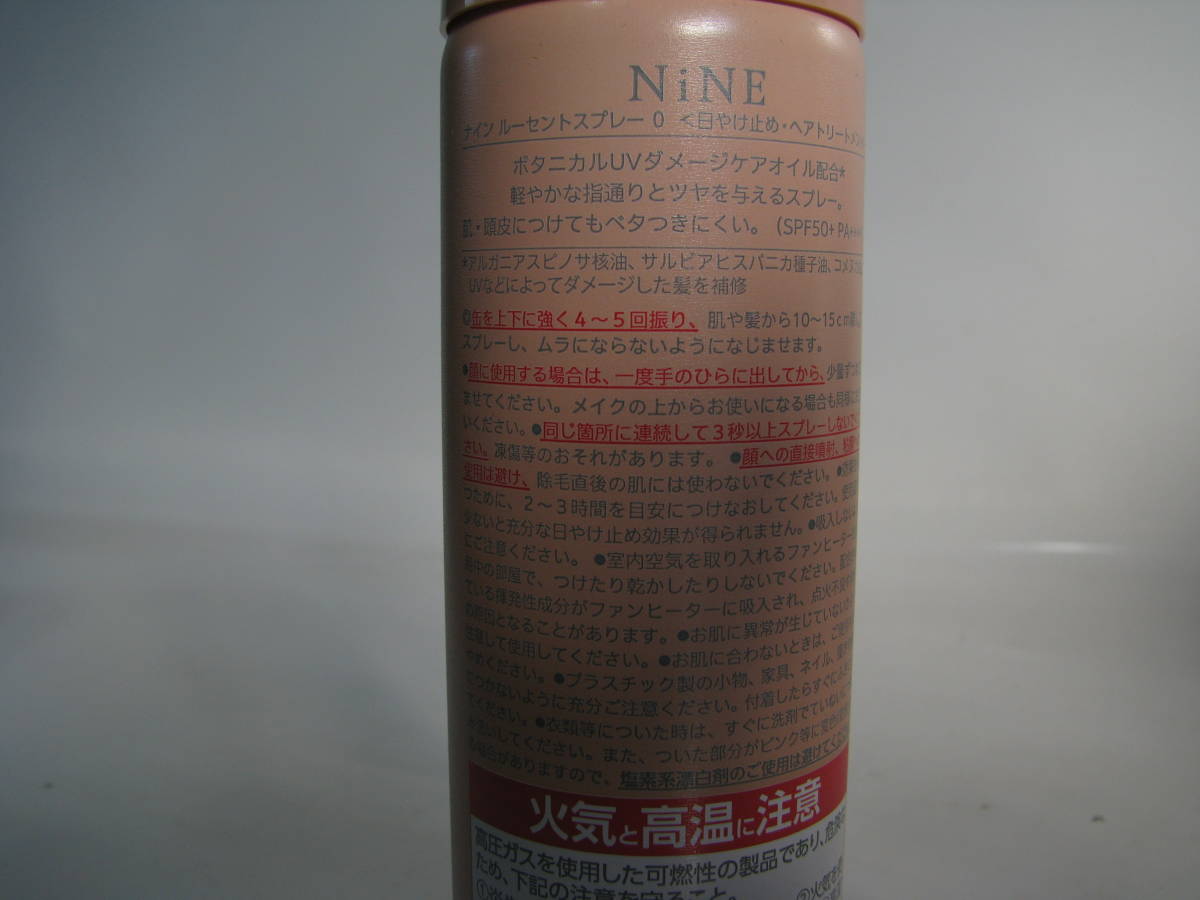 NiNE
ナイン ルーセントスプレー 0 <日やけ止め・ヘアトリートメント
ボタニカルUVダメージケアオイル配合*
軽やかな指通りとツヤを与えるスプレー。
肌・頭皮につけてもベタつきにくい。(SPF50+ PA+++
*アルガニアスピノサ核油、サルビアヒスパニカ種子油、コメヌカ
UVなどによってダメージした髪を補修
缶を上下に強く4～5回振り、肌や髪から10～15cm
スプレーし、ムラにならないようになじませます。
●顔に使用する場合は、一度手のひらに出してから、少量ずつ
ませてください。メイクの上からお使いになる場合も同様に
いください。●同じ箇所に連続して3秒以上スプレーしないで
さい。凍傷等のおそれがあります。●顔への直接噴射、
使用は避け、除毛直後の肌には使わないでください。
つために、2～3時間を目安につけなおしてください。使用量が
少ないと充分な日やけ止め効果が得られません。●吸入しない
にご注意ください。●室内空気を取り入れるファンヒーター
用中の部屋で、つけたり乾かしたりしないでください。
ている揮発性成分がファンヒーターに吸入され、点火不良
の原因となることがあります。●お肌に異常が生じていないか
注意して使用してください。●お肌に合わないときは、ご使用
やめください。●プラスチック製の小物、家具、ネイル、
につかないように充分ご注意ください。付着したらすぐにふき
てください。●衣類等についた時は、すぐに洗剤でていねいに
お洗いしてください。また、ついた部分がピンク等に変色
る場合がありますので、塩素系漂白剤のご使用は避けてください
火気と高温に注意
高圧ガスを使用した可燃性の製品であり、危険な
ため、下記の注意を守ること。
②火気を